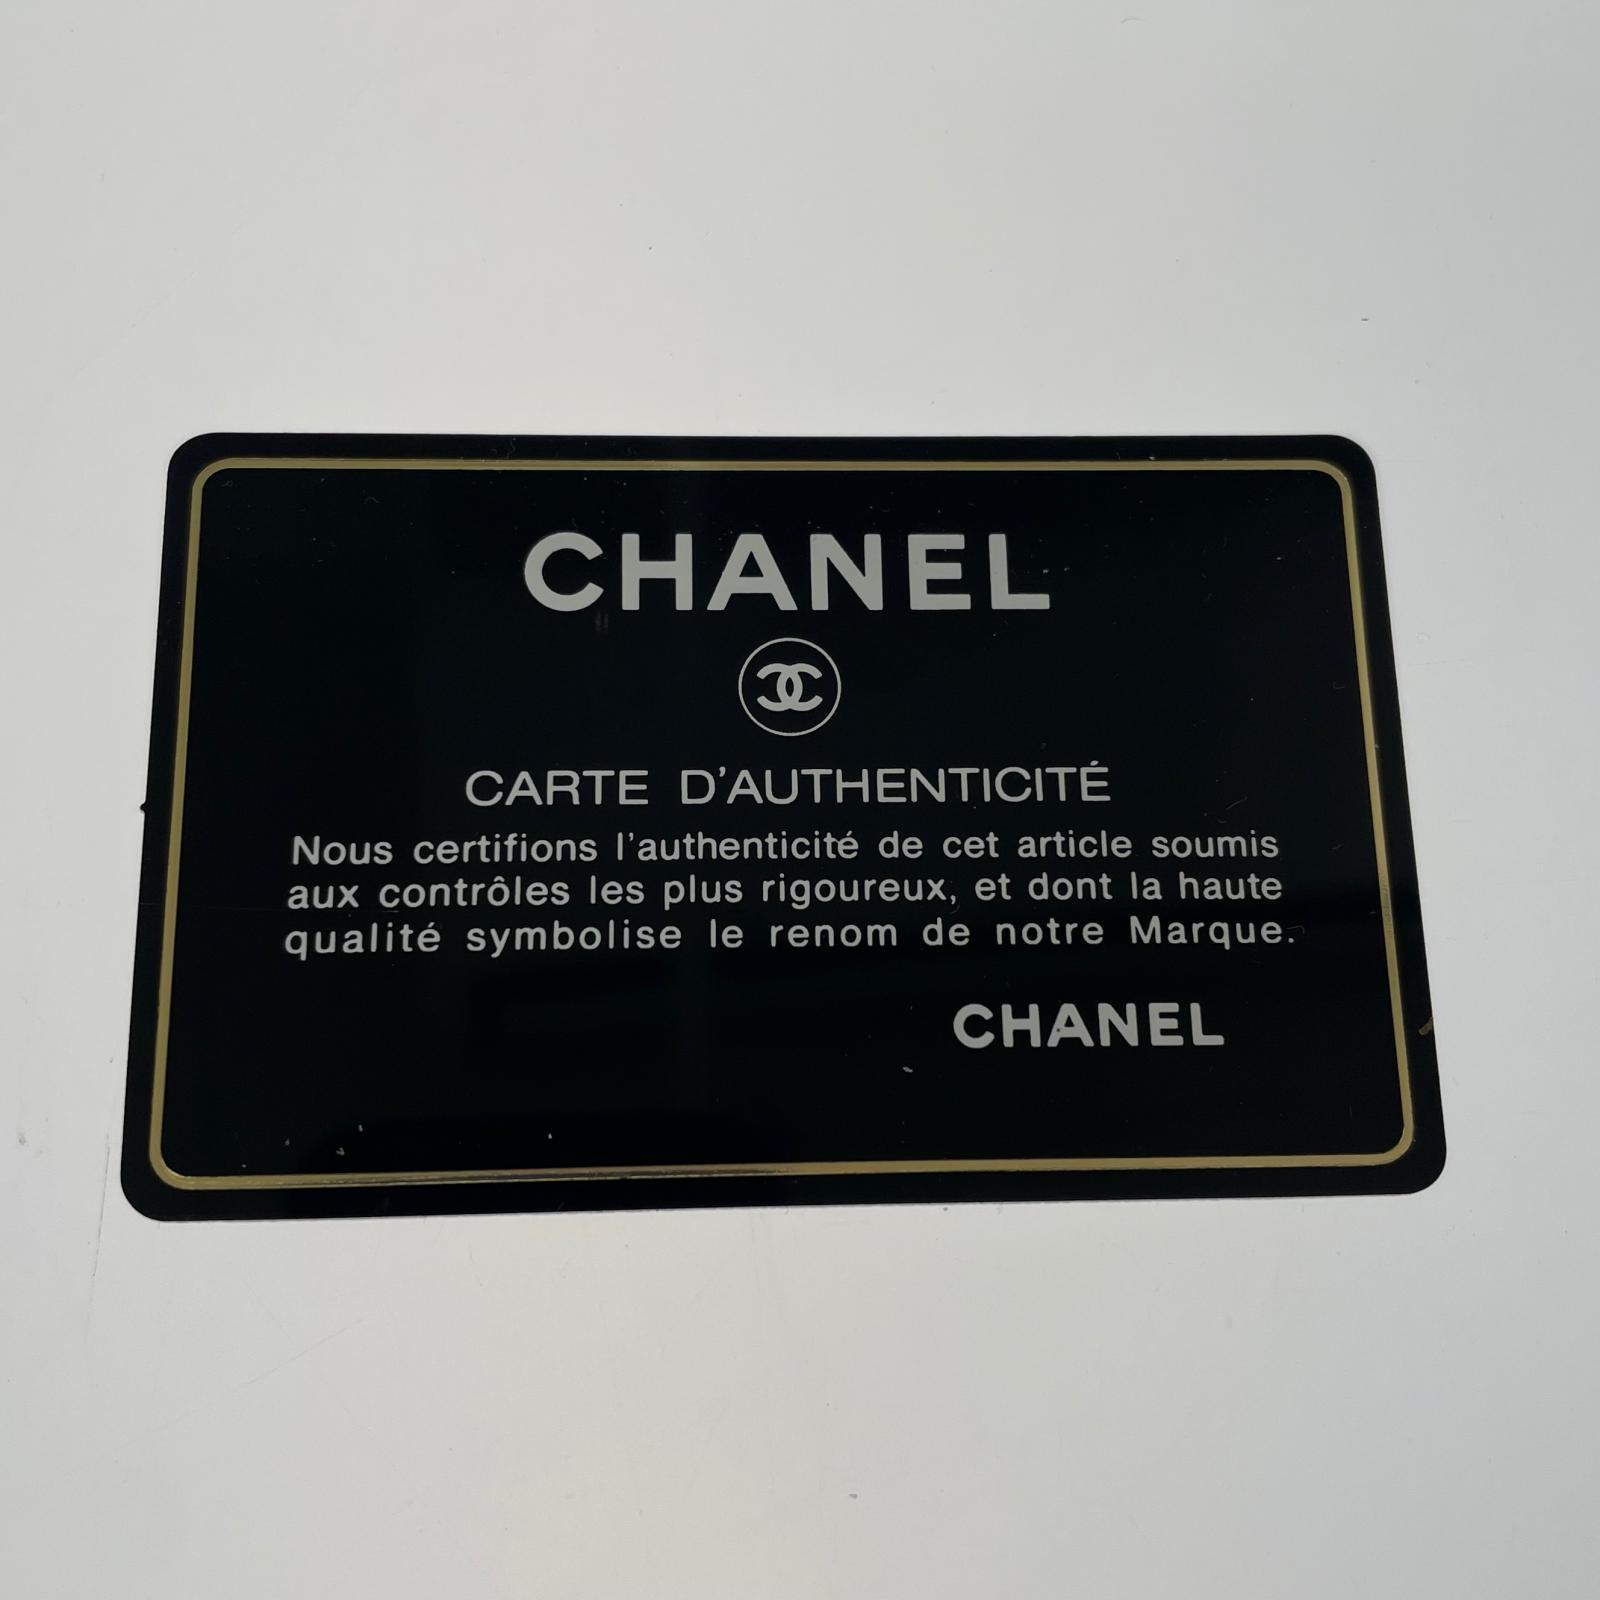 CHANEL
CARTE D'AUTHENTICITÉ
Nous certifions l'authenticité de cet article soumis
aux contrôles les plus rigoureux, et dont la haute
qualité symbolise le renom de notre Marque.
CHANEL